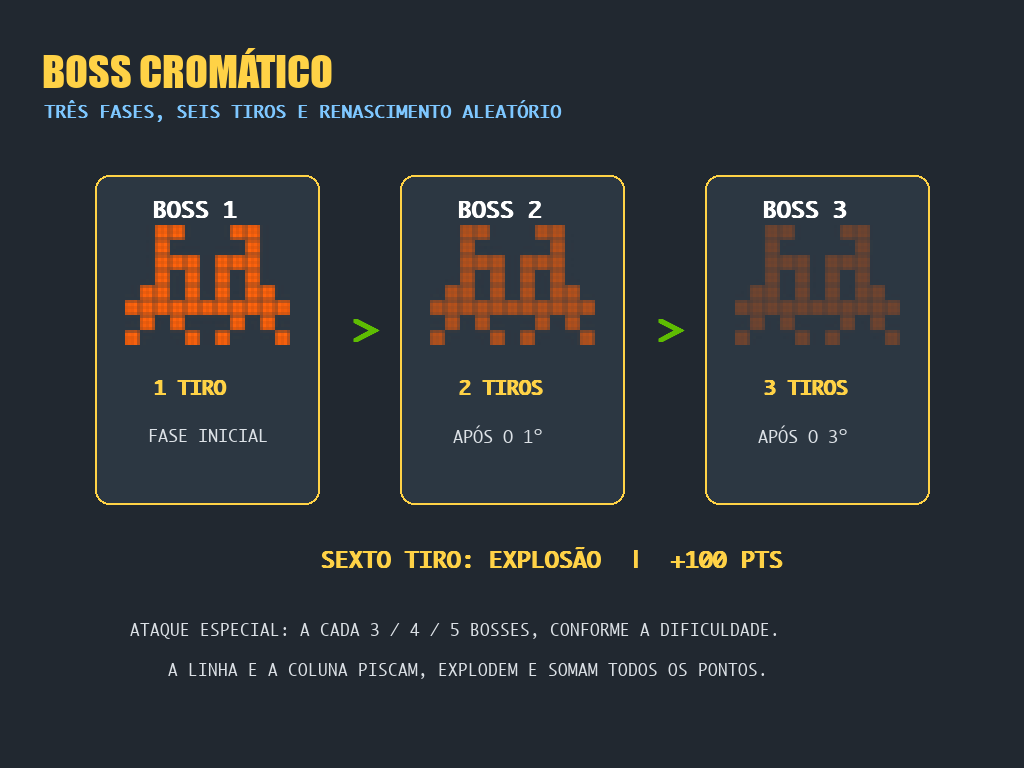 BOSS CROMÁTICO
TRÊS FASES, SEIS TIROS E RENASCIMENTO ALEATÓRIO
BOSS 1
1 TIRO
FASE INICIAL
>
BOSS 2
2 TIROS
APÓS O 1º
>
BOSS 3
3 TIROS
APÓS O 3º
SEXTO TIRO: EXPLOSÃO | +100 PTS
ATAQUE ESPECIAL: A CADA 3 / 4 / 5 BOSSES, CONFORME A DIFICULDADE.
A LINHA E A COLUNA PISCAM, EXPLODEM E SOMAM TODOS OS PONTOS.